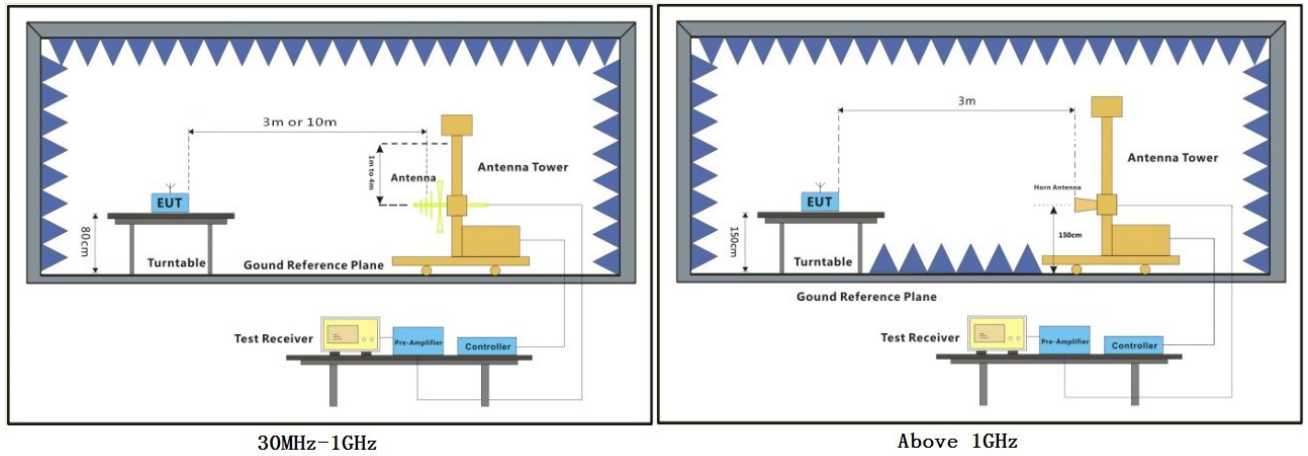 3m or 10m
1m to 4m
Antenna
Antenna Tower
EUT
80cm
Turntable
Gound Reference Plane
Test Receiver
Pre-Amplifier
Controller
30MHz-1GHz
3m
Antenna Tower
Horn Antenna
EUT
150cm
150cm
Turntable
Gound Reference Plane
Test Receiver
Pre-Amplifier
Controller
Above 1GHz